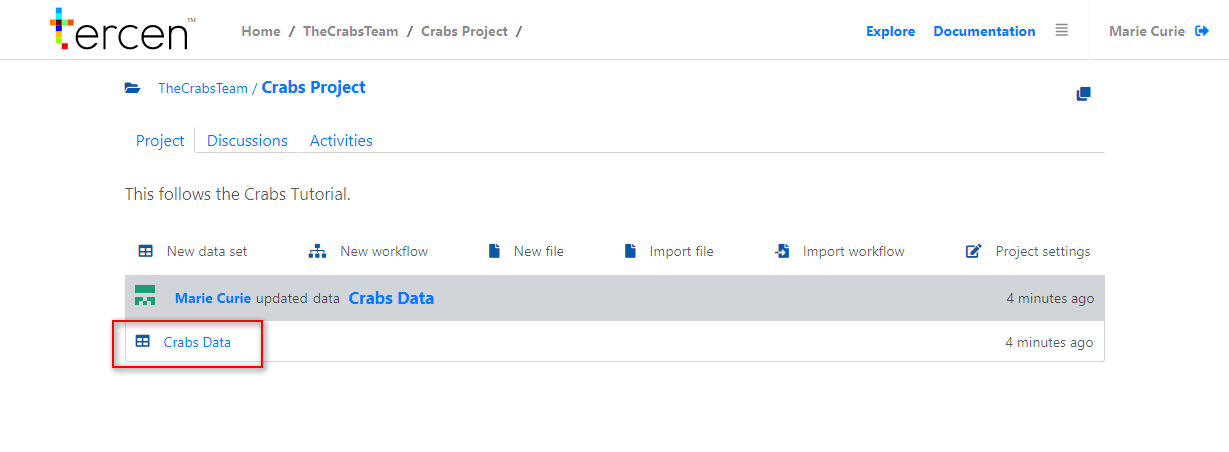 tercen™
Home / TheCrabsTeam / Crabs Project /
Explore Documentation
Marie Curie
TheCrabsTeam / Crabs Project
Project Discussions Activities
This follows the Crabs Tutorial.
New data set New workflow New file Import file Import workflow Project settings
Marie Curie updated data Crabs Data 4 minutes ago
Crabs Data 4 minutes ago